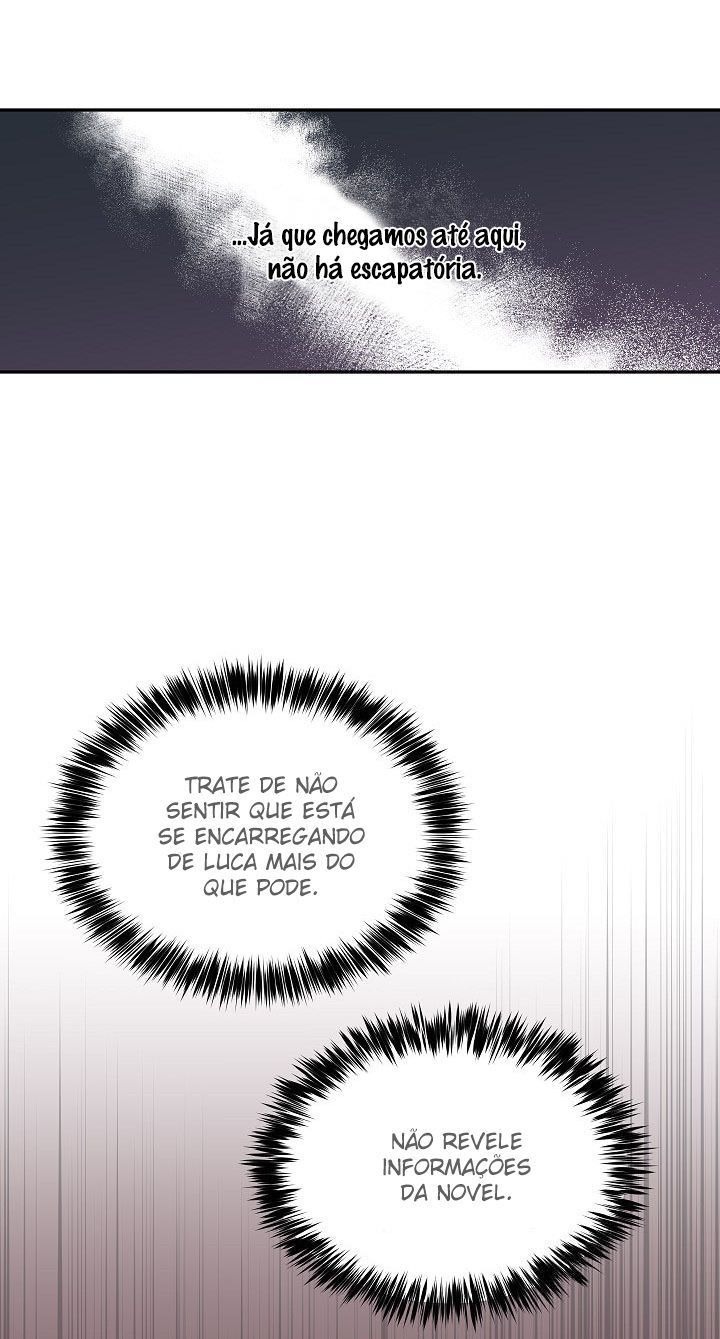 ...Já que chegamos até aqui,
não há escapatória.
TRATE DE NÃO
SENTIR QUE ESTÁ
SE ENCARREGANDO
DE LUCA MAIS DO
QUE PODE.
NÃO REVELE
INFORMAÇÕES
DA NOVEL.